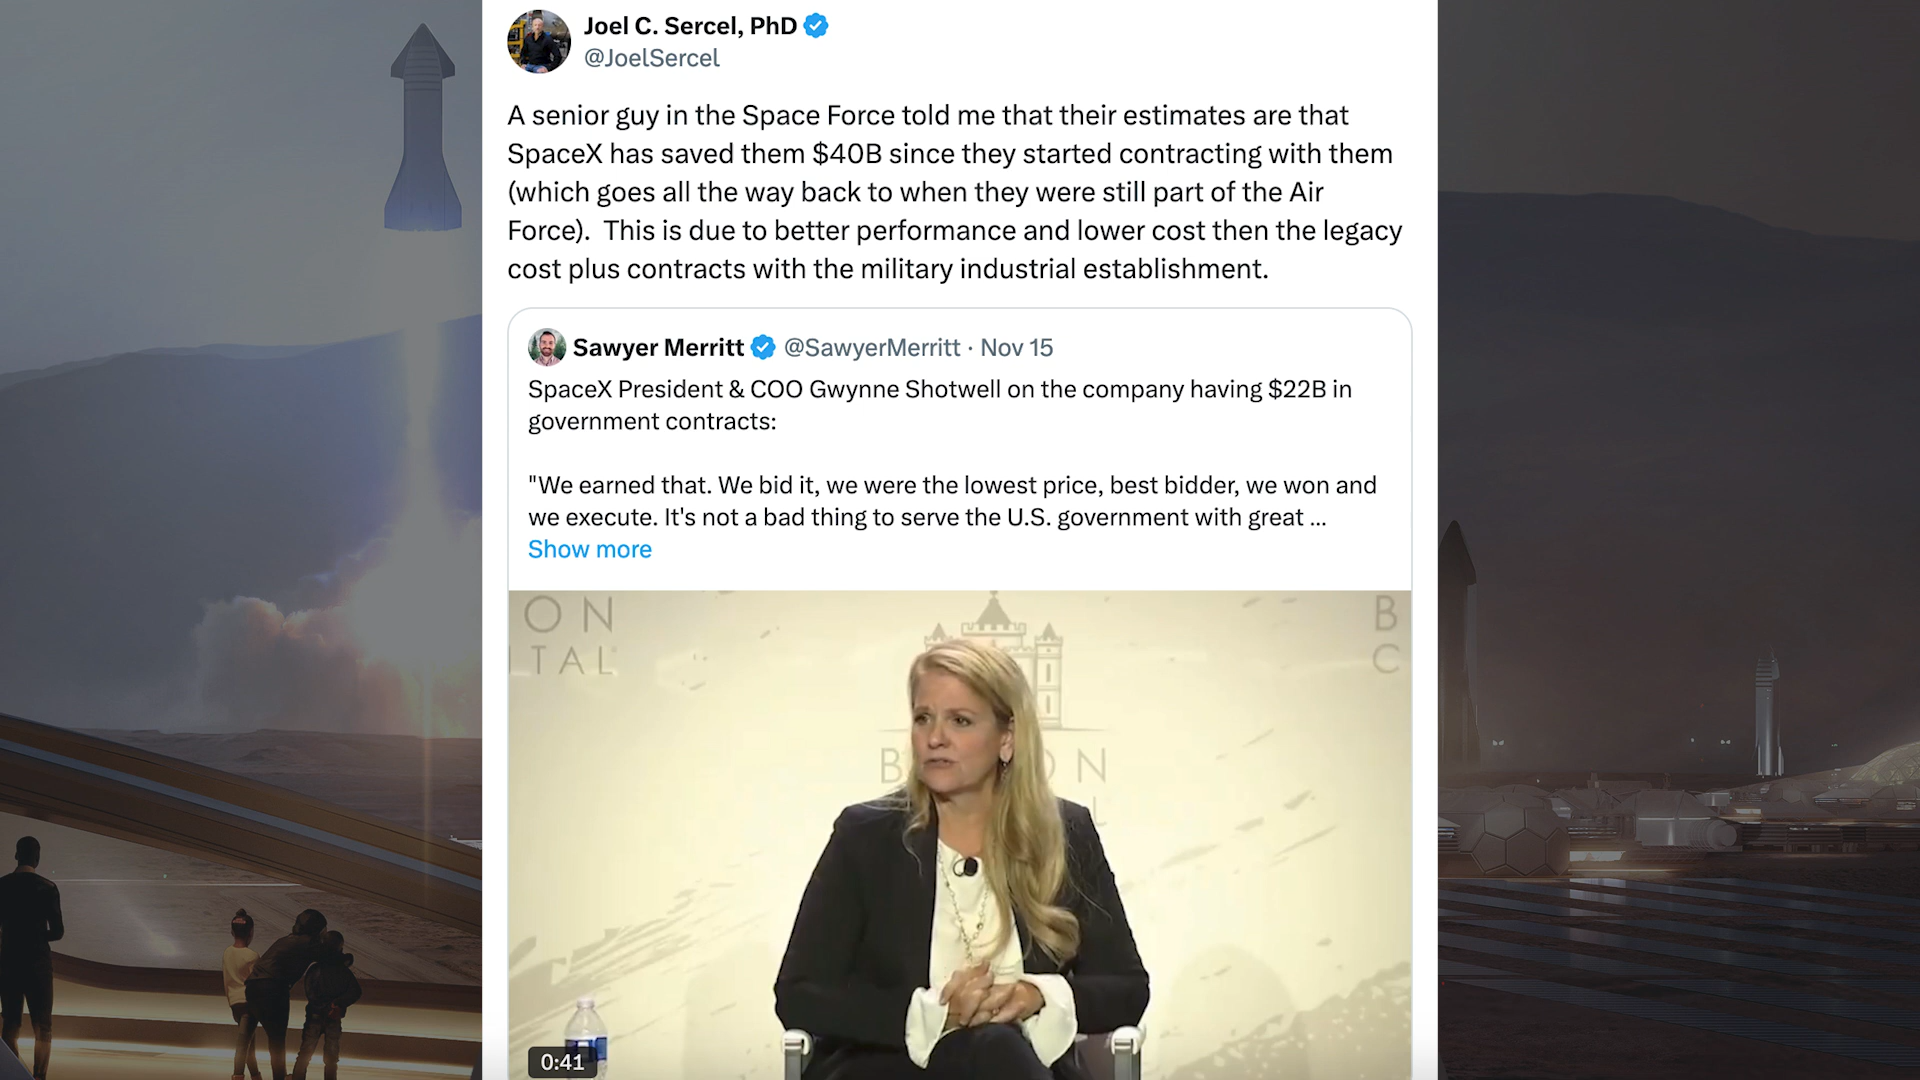 Joel C. Sercel, PhD
@JoelSercel
A senior guy in the Space Force told me that their estimates are that
SpaceX has saved them $40B since they started contracting with them
(which goes all the way back to when they were still part of the Air
Force).  This is due to better performance and lower cost then the legacy
cost plus contracts with the military industrial establishment.
Sawyer Merritt @SawyerMerritt · Nov 15
SpaceX President & COO Gwynne Shotwell on the company having $22B in
government contracts:
"We earned that. We bid it, we were the lowest price, best bidder, we won and
we execute. It's not a bad thing to serve the U.S. government with great ...
Show more
ON
ITAL
B
C
B
ON
L
0:41